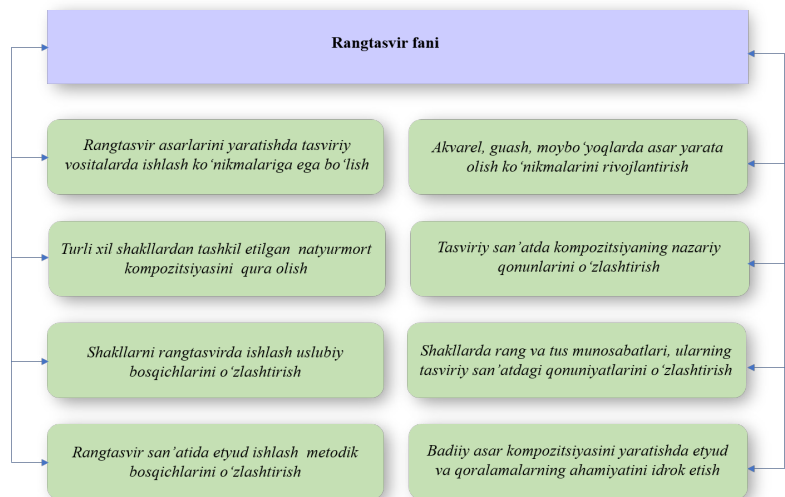 Rangtasvir fani
Rangtasvir asarlarini yaratishda tasviriy
vositalarda ishlash ko‘nikmalariga ega bo‘lish
Akvarel, guash, moybo‘yoqlarda asar yarata
olish ko‘nikmalarini rivojlantirish
Turli xil shakllardan tashkil etilgan natyurmort
kompozitsiyasini qura olish
Tasviriy san’atda kompozitsiyaning nazariy
qonunlarini o‘zlashtirish
Shakllarni rangtasvirda ishlash uslubiy
bosqichlarini o‘zlashtirish
Shakllarda rang va tus munosabatlari, ularning
tasviriy san’atdagi qonuniyatlarini o‘zlashtirish
Rangtasvir san’atida etyud ishlash metodik
bosqichlarini o‘zlashtirish
Badiiy asar kompozitsiyasini yaratishda etyud
va qoralamalarning ahamiyatini idrok etish